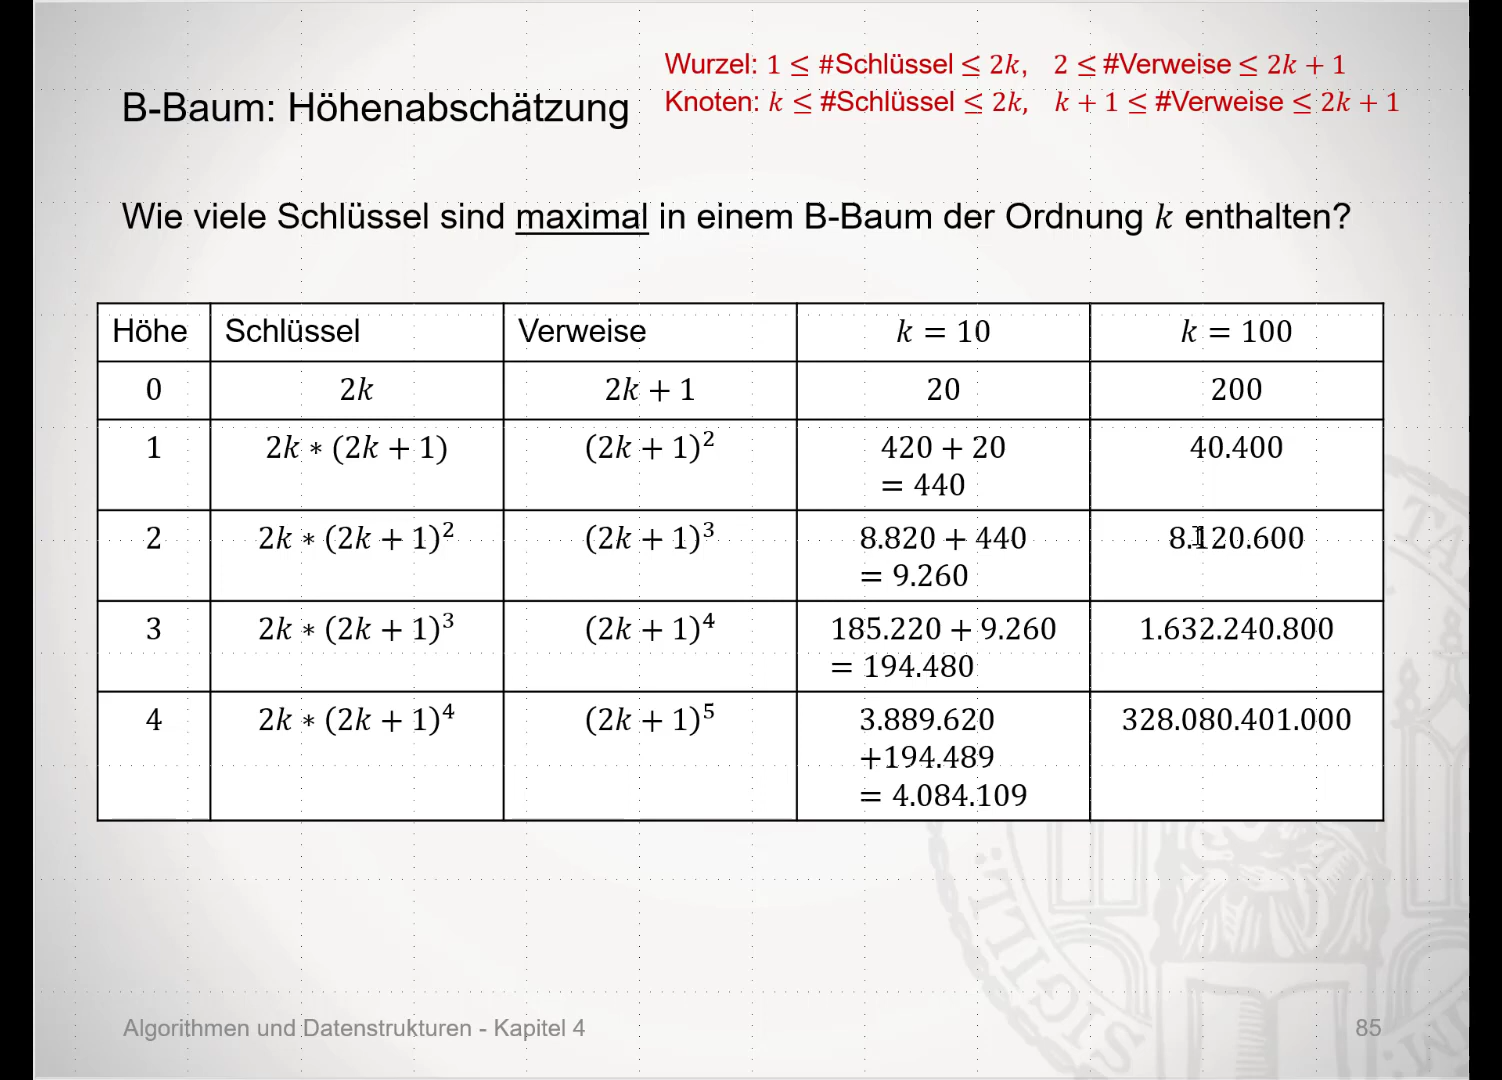 Wurzel: 1 ≤ #Schlüssel ≤ 2k, 2 ≤ #Verweise ≤ 2k + 1
B-Baum: Höhenabschätzung
Knoten: k ≤ #Schlüssel ≤ 2k, k + 1 ≤ #Verweise ≤ 2k + 1
Wie viele Schlüssel sind maximal in einem B-Baum der Ordnung k enthalten?
Höhe Schlüssel Verweise k = 10 k = 100
0 2k 2k + 1 20 200
1 2k ∗ (2k + 1) (2k + 1)² 420 + 20 40.400
= 440
2 2k ∗ (2k + 1)² (2k + 1)³ 8.820 + 440 8.120.600
= 9.260
3 2k ∗ (2k + 1)³ (2k + 1)⁴ 185.220 + 9.260 1.632.240.800
= 194.480
4 2k ∗ (2k + 1)⁴ (2k + 1)⁵ 3.889.620 328.080.401.000
+194.489
= 4.084.109
Algorithmen und Datenstrukturen - Kapitel 4 85